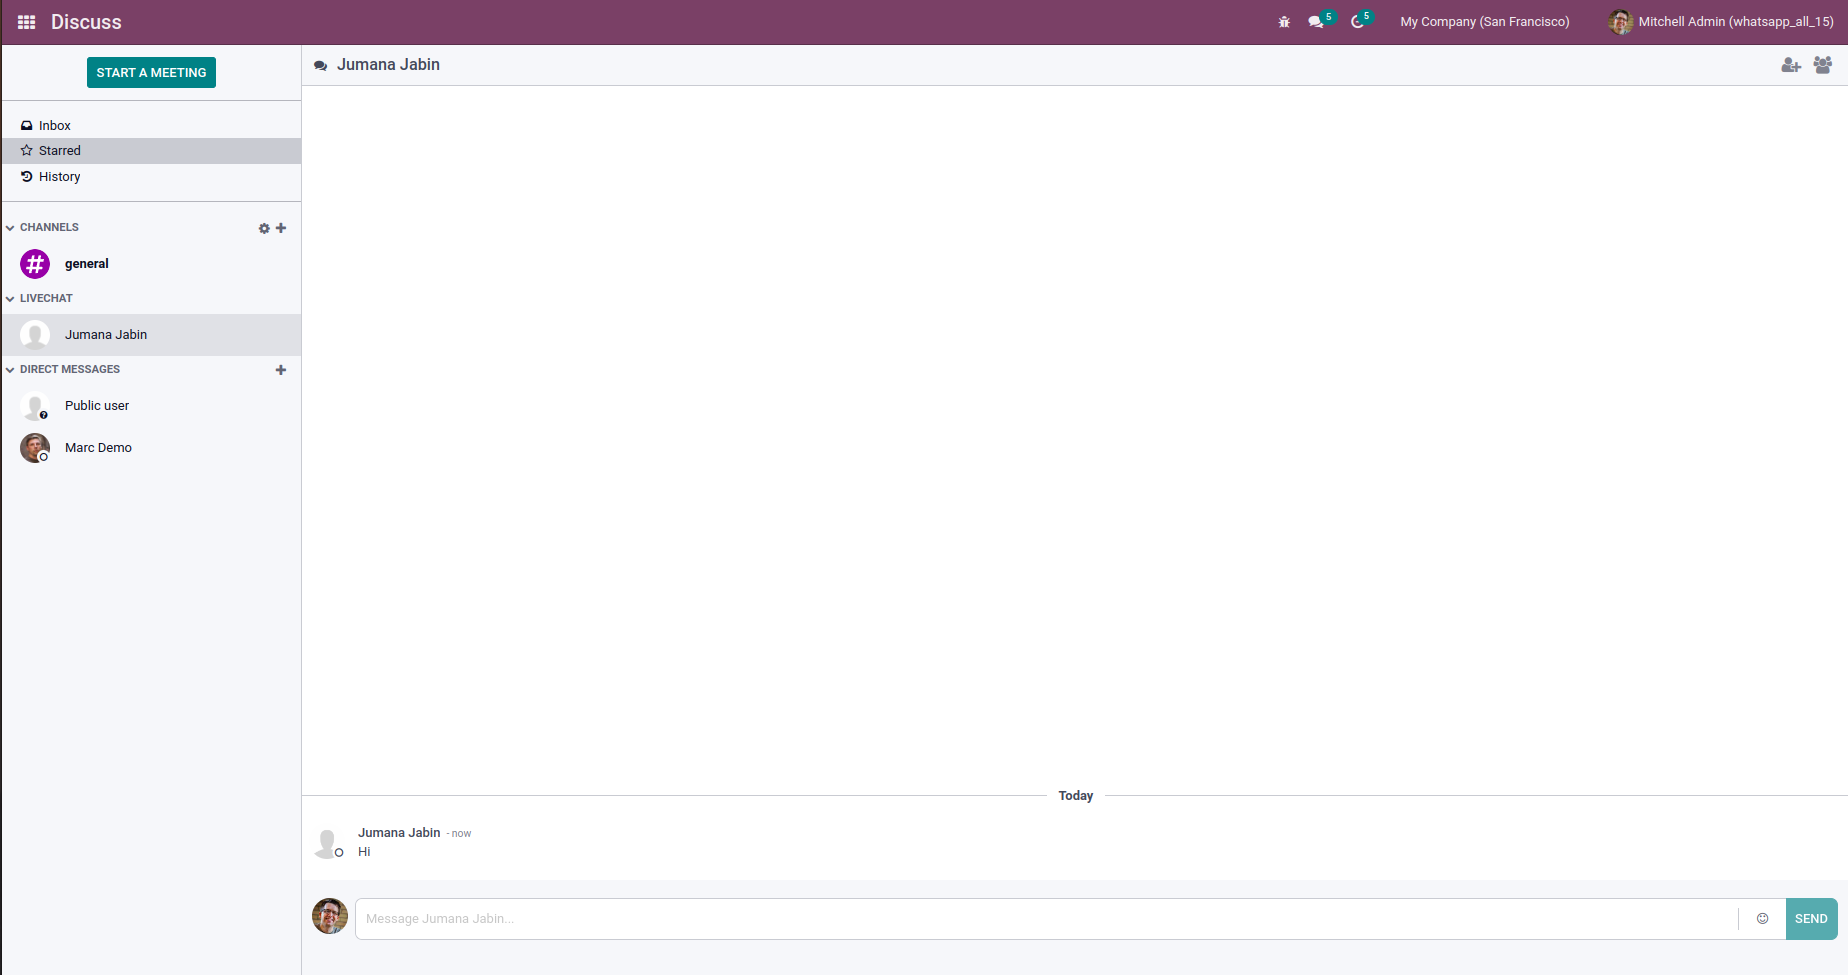 Discuss
5
5
My Company (San Francisco)
Mitchell Admin (whatsapp_all_15)
START A MEETING
Inbox
Starred
History
CHANNELS
general
LIVECHAT
Jumana Jabin
DIRECT MESSAGES
Public user
Marc Demo
Jumana Jabin
Today
Jumana Jabin - now
Hi
Message Jumana Jabin...
SEND